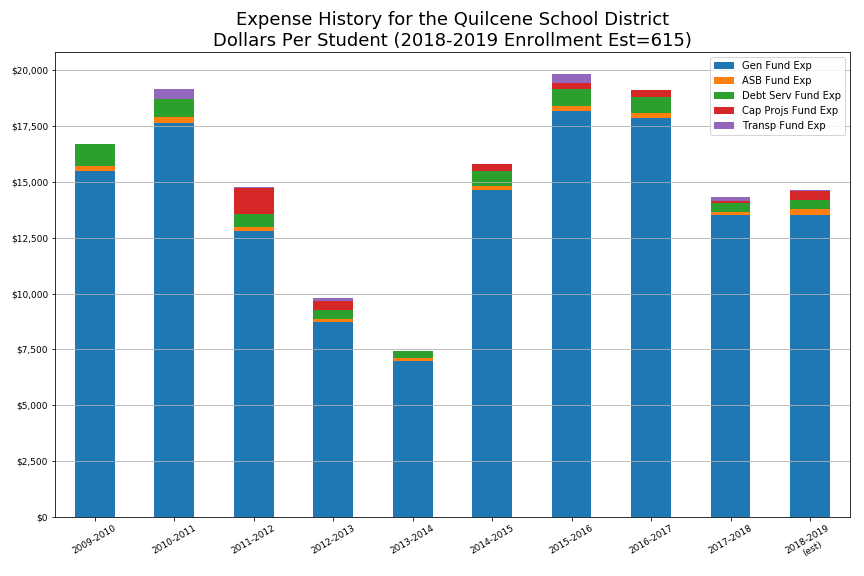 Expense History for the Quilcene School District
Dollars Per Student (2018-2019 Enrollment Est=615)
Gen Fund Exp
ASB Fund Exp
Debt Serv Fund Exp
Cap Projs Fund Exp
Transp Fund Exp
$20,000
$17,500
$15,000
$12,500
$10,000
$7,500
$5,000
$2,500
$0
2009-2010
2010-2011
2011-2012
2012-2013
2013-2014
2014-2015
2015-2016
2016-2017
2017-2018
2018-2019
(est)